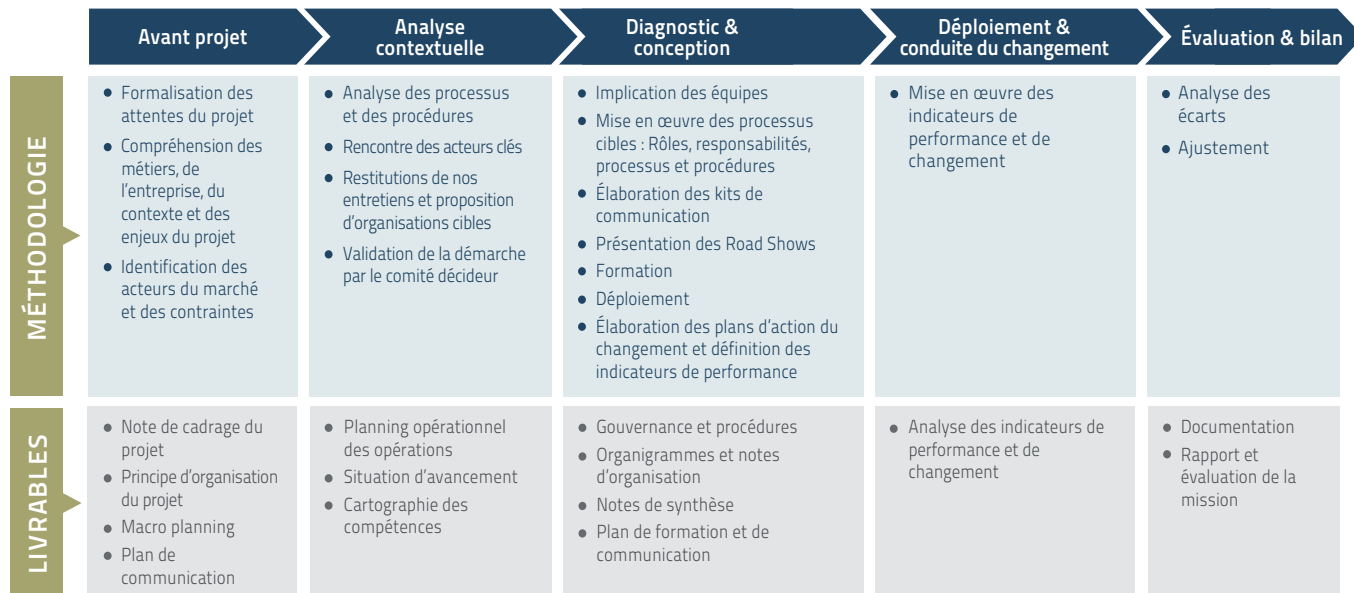 Avant projet
Analyse
contextuelle
Diagnostic &
conception
Déploiement &
conduite du changement
Évaluation & bilan
MÉTHODOLOGIE
• Formalisation des
attentes du projet
• Compréhension des
métiers, de
l'entreprise, du
contexte et des
enjeux du projet
• Identification des
acteurs du marché
et des contraintes
• Analyse des processus
et des procédures
• Rencontre des acteurs clés
• Restitutions de nos
entretiens et proposition
d'organisations cibles
• Validation de la démarche
par le comité décideur
• Implication des équipes
• Mise en œuvre des processus
cibles : Rôles, responsabilités,
processus et procédures
• Élaboration des kits de
communication
• Présentation des Road Shows
• Formation
• Déploiement
• Élaboration des plans d'action du
changement et définition des
indicateurs de performance
• Mise en œuvre des
indicateurs de
performance et de
changement
• Analyse des
écarts
• Ajustement
LIVRABLES
• Note de cadrage du
projet
• Principe d'organisation
du projet
• Macro planning
• Plan de
communication
• Planning opérationnel
des opérations
• Situation d'avancement
• Cartographie des
compétences
• Gouvernance et procédures
• Organigrammes et notes
d'organisation
• Notes de synthèse
• Plan de formation et de
communication
• Analyse des indicateurs de
performance et de
changement
• Documentation
• Rapport et
évaluation de la
mission